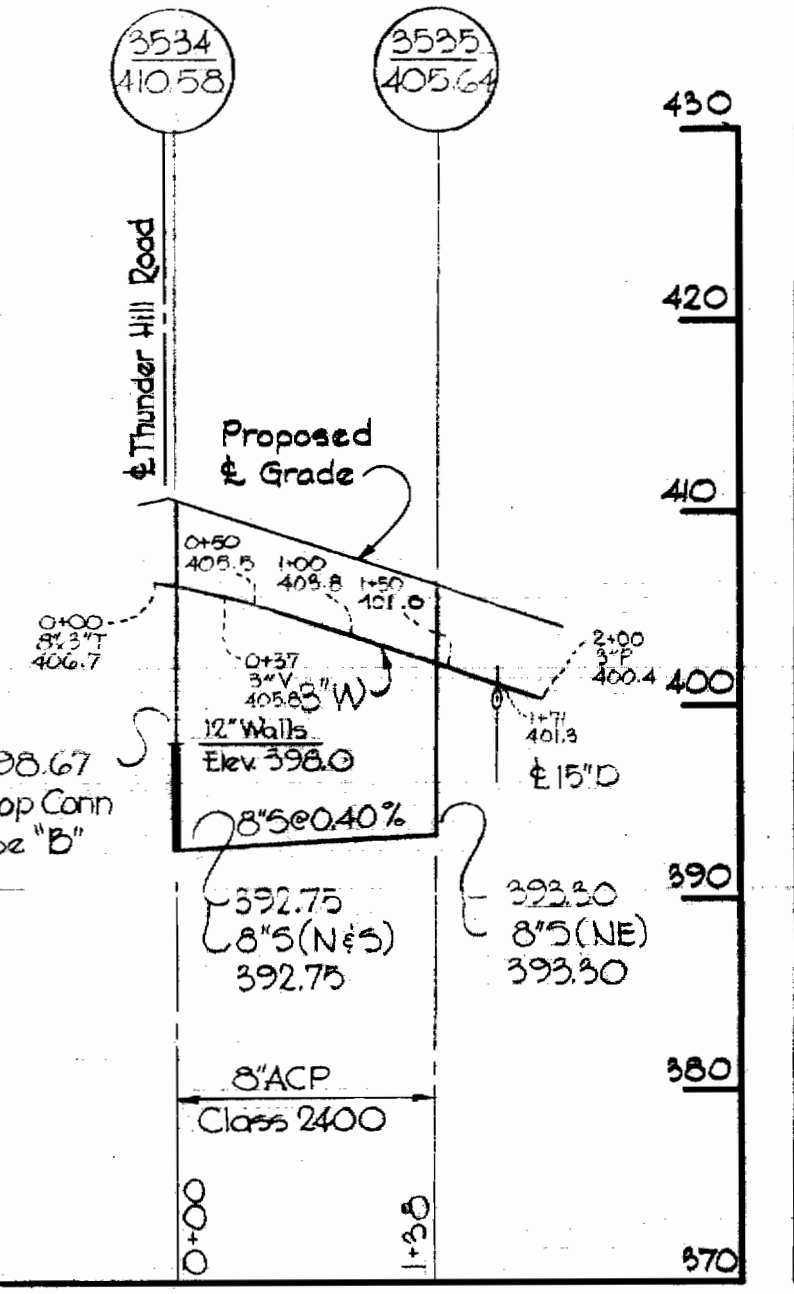 3534
410.58
3535
405.64
430
420
410
400
390
380
370
℄ Thunder Hill Road
Proposed
℄ Grade
0+00
8"x3"T
406.7
0+50
405.5
1+00
403.8
1+50
401.0
0+37
3"V
405.8
3"W
2+00
3"P
400.4
1+71
401.3
℄ 15"D
12" Walls
Elev. 398.0
98.67
op Conn
pe "B"
8"S@0.40%
392.75
8"S(N&S)
392.75
393.30
8"S(NE)
393.30
8"ACP
Class 2400
0+00
1+38